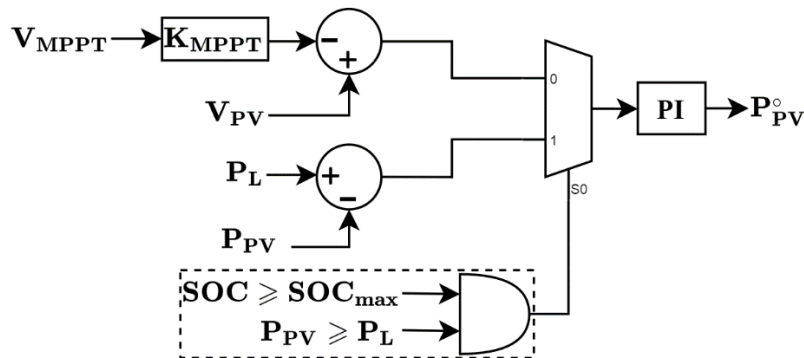 V_MPPT K_MPPT − +
V_PV
0
1
PI P°_PV
P_L + −
P_PV
S0
SOC ⩾ SOC_max
P_PV ⩾ P_L